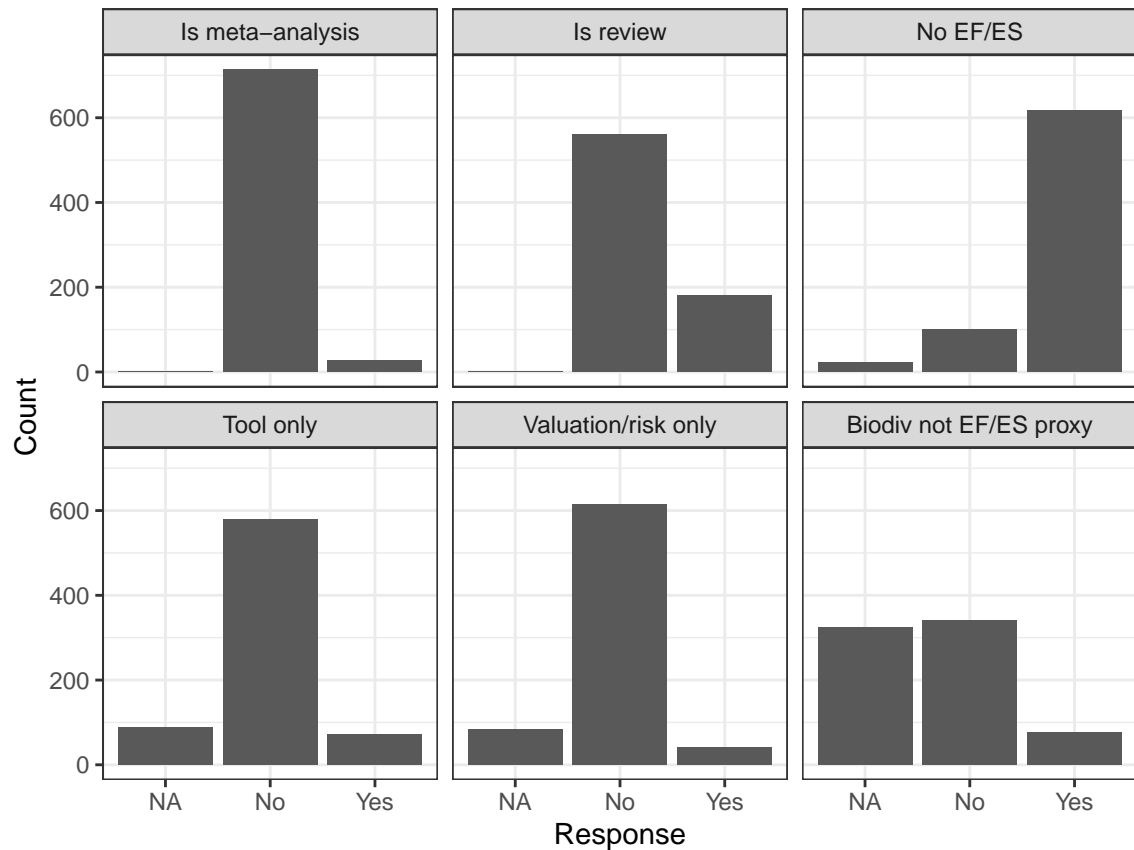 Is meta−analysis
Is review
No EF/ES
600
400
200
0
Count
Tool only
Valuation/risk only
Biodiv not EF/ES proxy
600
400
200
0
NA No Yes
NA No Yes
NA No Yes
Response